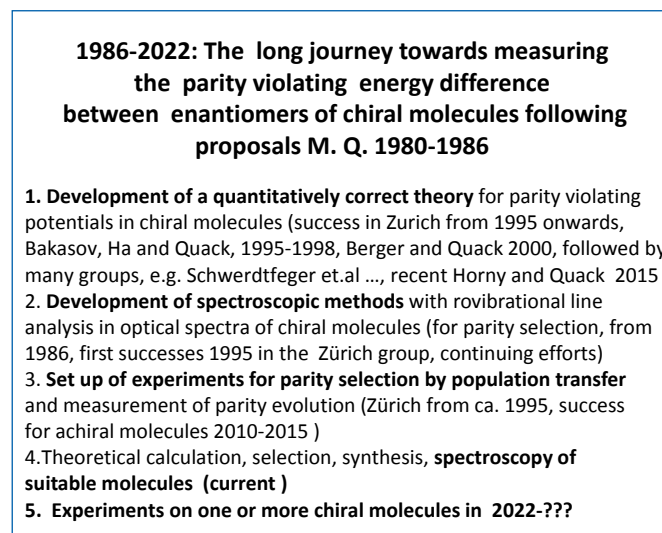 1986-2022: The long journey towards measuring
the parity violating energy difference
between enantiomers of chiral molecules following
proposals M. Q. 1980-1986
1. Development of a quantitatively correct theory for parity violating
potentials in chiral molecules (success in Zurich from 1995 onwards,
Bakasov, Ha and Quack, 1995-1998, Berger and Quack 2000, followed by
many groups, e.g. Schwerdtfeger et.al ..., recent Horny and Quack 2015
2. Development of spectroscopic methods with rovibrational line
analysis in optical spectra of chiral molecules (for parity selection, from
1986, first successes 1995 in the Zürich group, continuing efforts)
3. Set up of experiments for parity selection by population transfer
and measurement of parity evolution (Zürich from ca. 1995, success
for achiral molecules 2010-2015 )
4.Theoretical calculation, selection, synthesis, spectroscopy of
suitable molecules (current )
5. Experiments on one or more chiral molecules in 2022-???